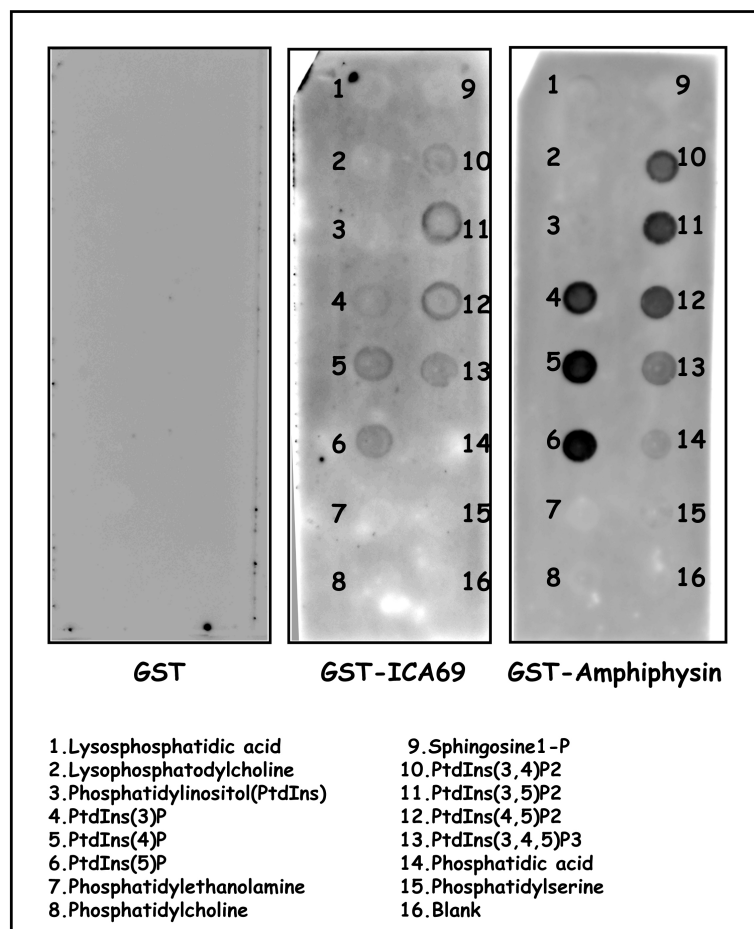 1 9 1 9
2 10 2 10
3 11 3 11
4 12 4 12
5 13 5 13
6 14 6 14
7 15 7 15
8 16 8 16
GST GST-ICA69 GST-Amphiphysin
1.Lysosphosphatidic acid
2.Lysophosphatodylcholine
3.Phosphatidylinositol(PtdIns)
4.PtdIns(3)P
5.PtdIns(4)P
6.PtdIns(5)P
7.Phosphatidylethanolamine
8.Phosphatidylcholine
9.Sphingosine1-P
10.PtdIns(3,4)P2
11.PtdIns(3,5)P2
12.PtdIns(4,5)P2
13.PtdIns(3,4,5)P3
14.Phosphatidic acid
15.Phosphatidylserine
16.Blank